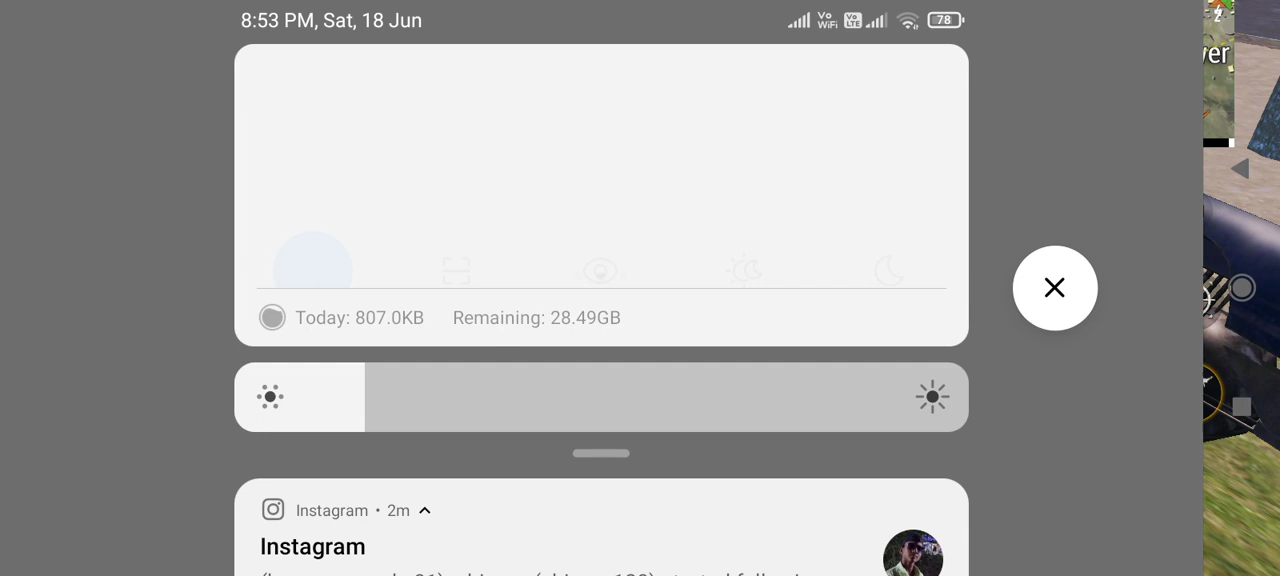 8:53 PM, Sat, 18 Jun
Vo WiFi Vo LTE 78
Today: 807.0KB Remaining: 28.49GB
Instagram • 2m
Instagram